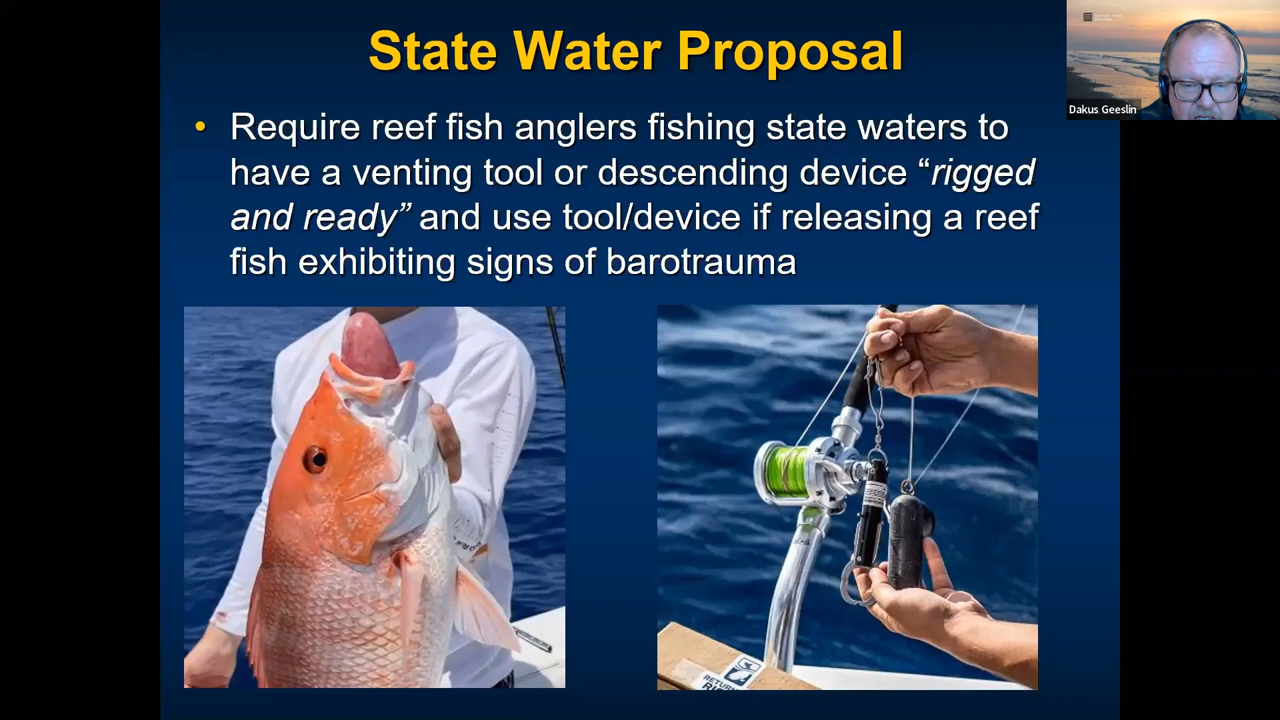 State Water Proposal
• Require reef fish anglers fishing state waters to
have a venting tool or descending device “rigged
and ready” and use tool/device if releasing a reef
fish exhibiting signs of barotrauma
Dakus Geeslin
RETURN